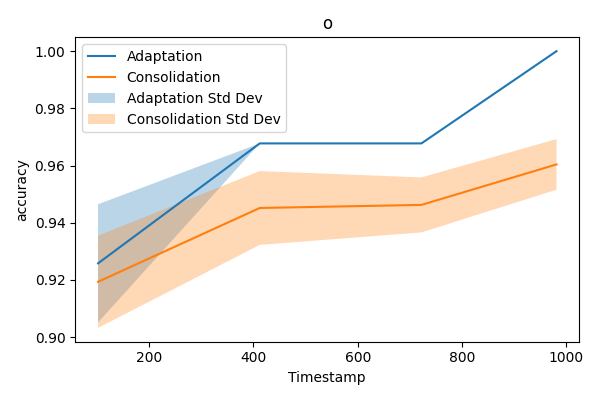 o
1.00
0.98
0.96
0.94
0.92
0.90
accuracy
Adaptation
Consolidation
Adaptation Std Dev
Consolidation Std Dev
200
400
600
800
1000
Timestamp